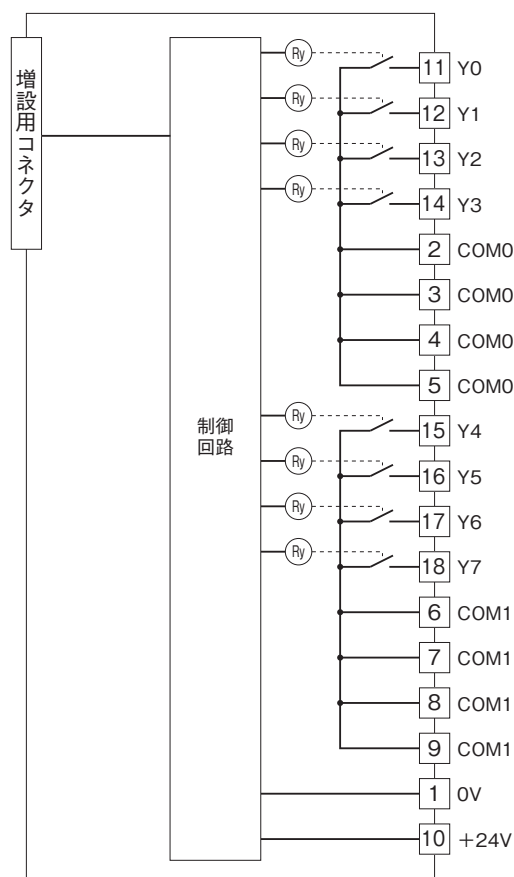 増設用コネクタ
制御
回路
Ry
11 Y0
Ry
12 Y1
Ry
13 Y2
Ry
14 Y3
2 COM0
3 COM0
4 COM0
5 COM0
Ry
15 Y4
Ry
16 Y5
Ry
17 Y6
Ry
18 Y7
6 COM1
7 COM1
8 COM1
9 COM1
1 0V
10 +24V